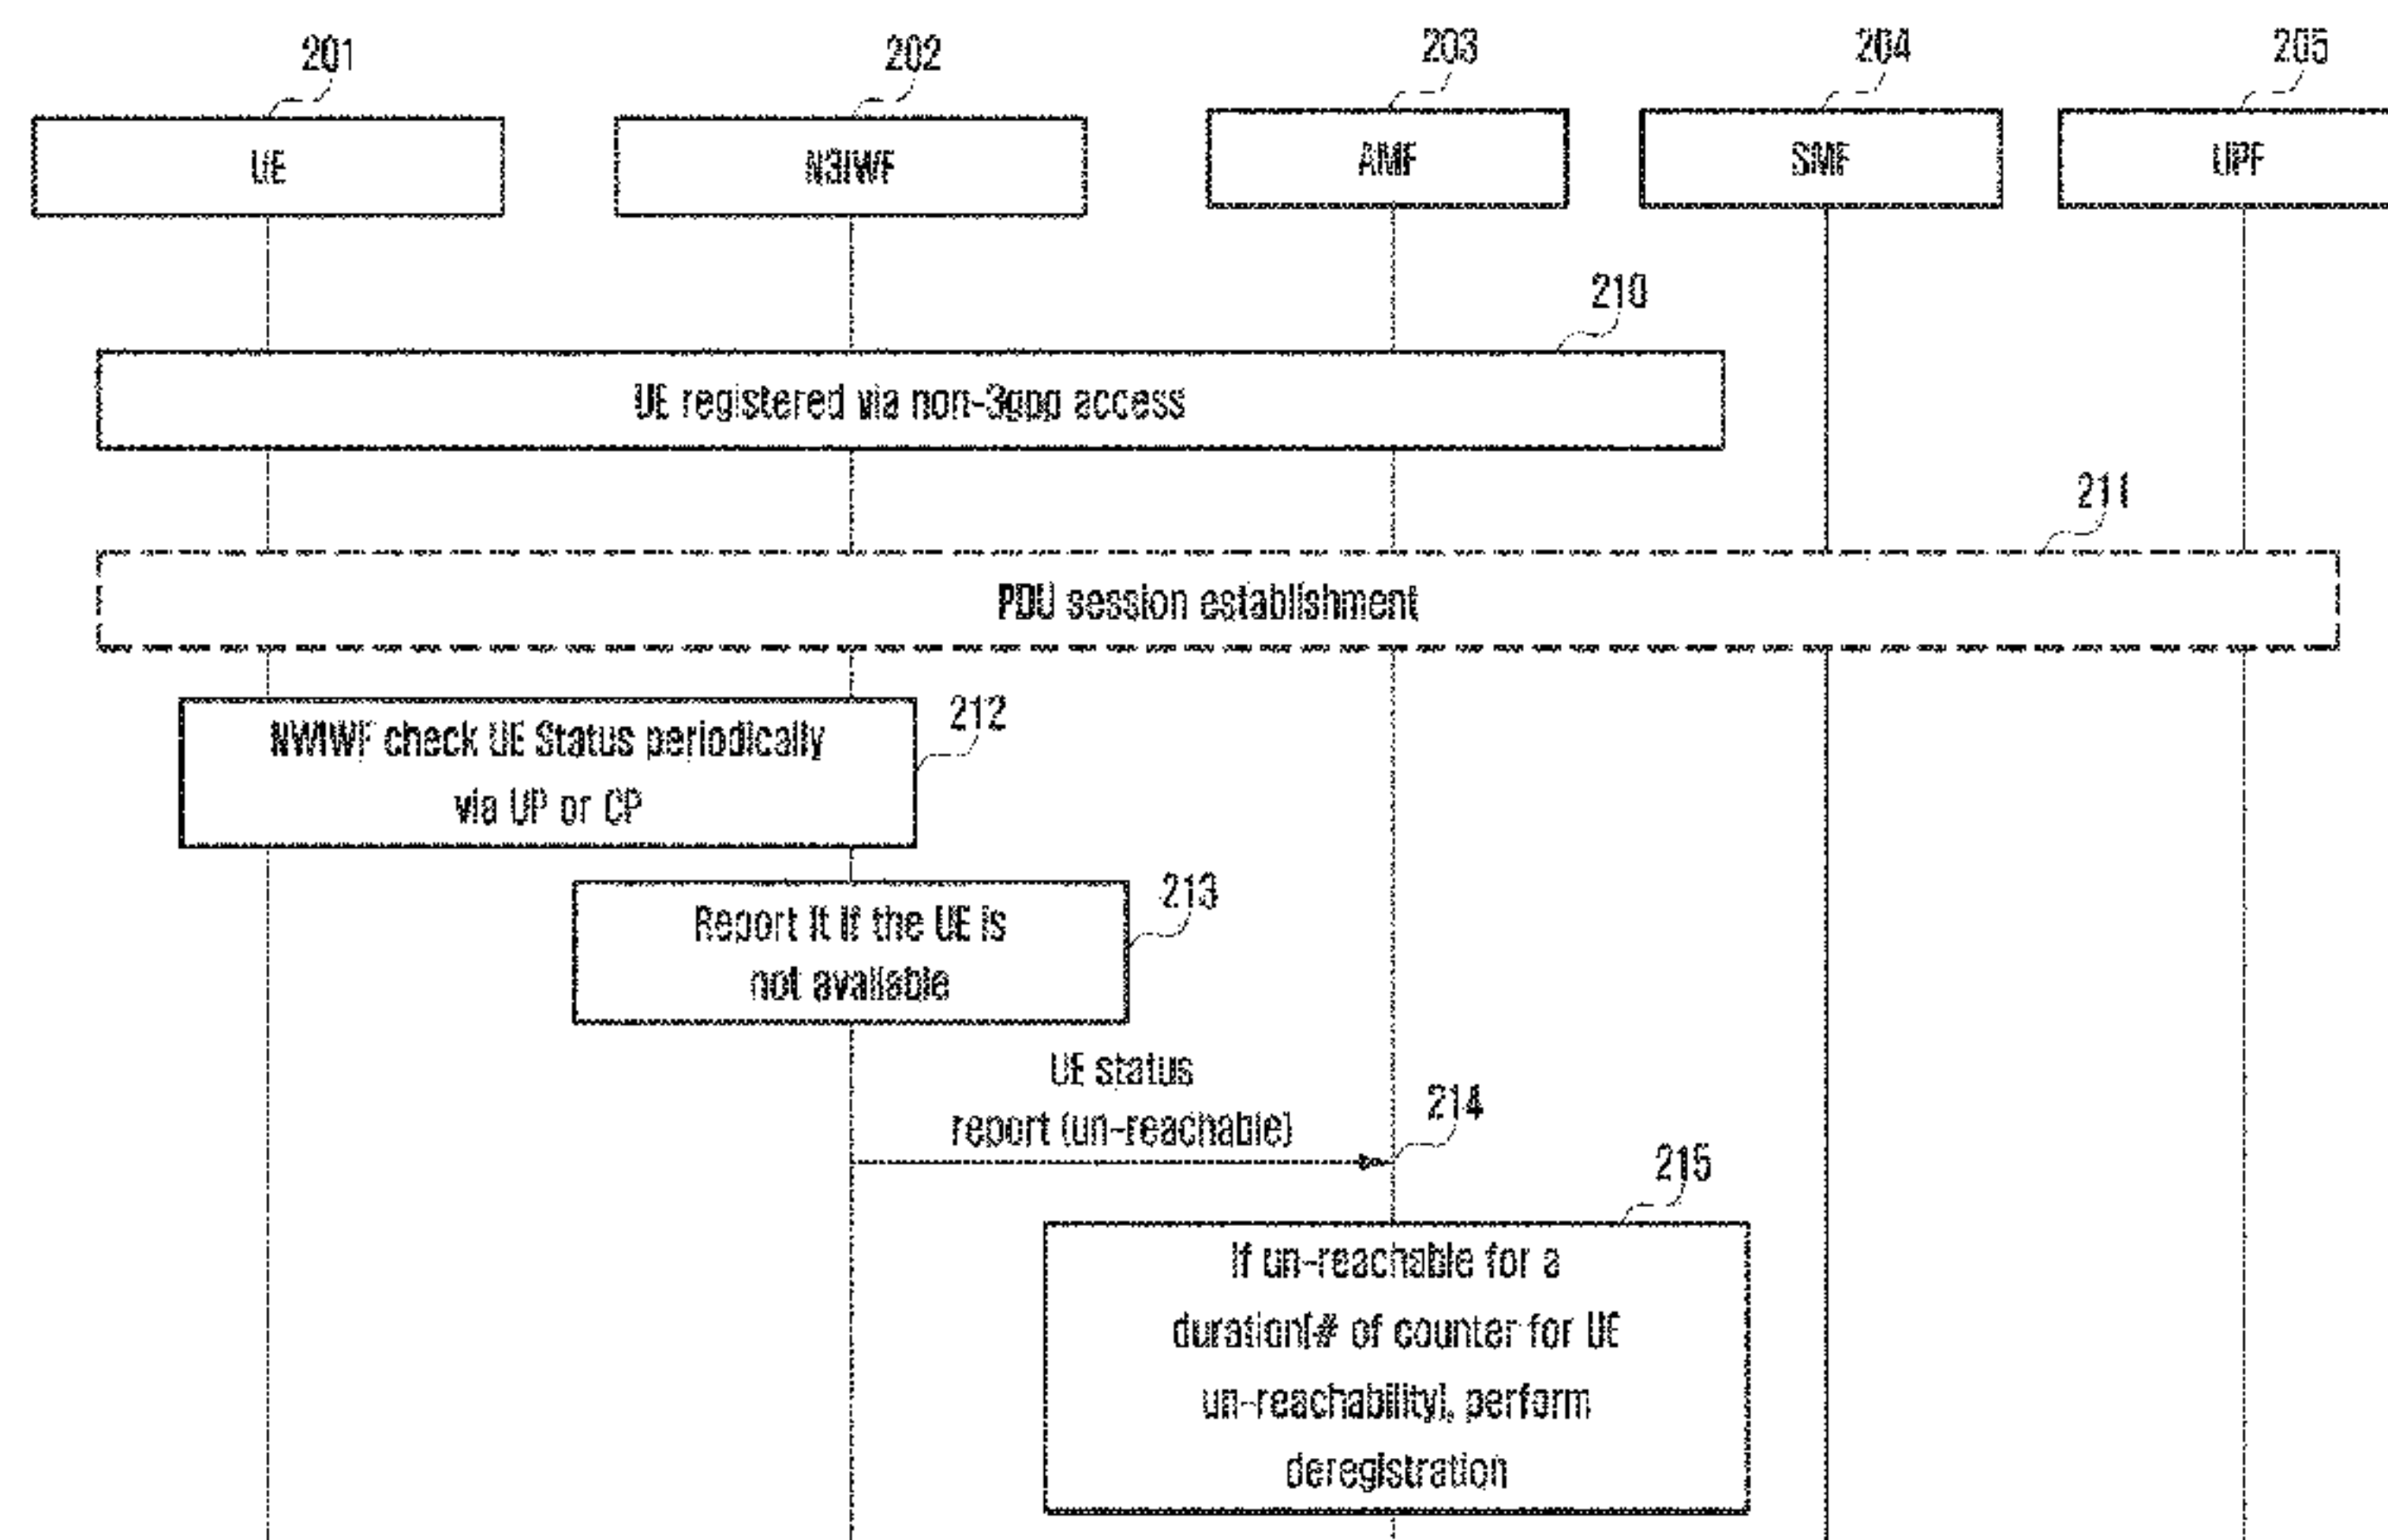 201
202
203
204
205
UE
N3IWF
AMF
SMF
UPF
210
UE registered via non-3gpp access
211
PDU session establishment
212
NWIWF check UE Status periodically
via UP or CP
213
Report it if the UE is
not available
UE status
report (un-reachable)
214
215
If un-reachable for a
duration[# of counter for UE
un-reachability], perform
deregistration